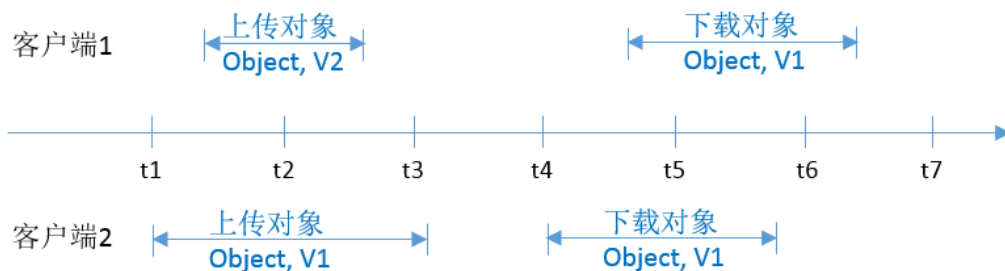 上传对象
下载对象
客户端1
Object, V2
Object, V1
t1
t2
t3
t4
t5
t6
t7
上传对象
下载对象
客户端2
Object, V1
Object, V1